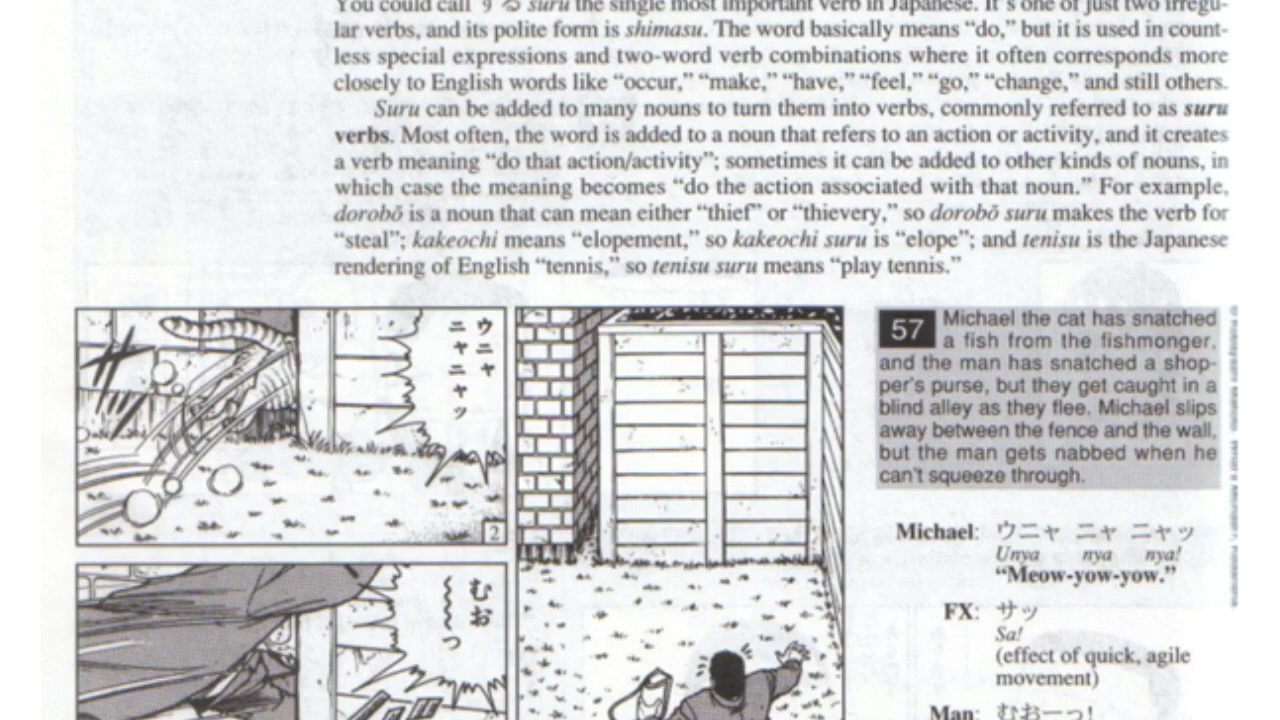 You could call する suru the single most important verb in Japanese. It's one of just two irregu-
lar verbs, and its polite form is shimasu. The word basically means “do,” but it is used in count-
less special expressions and two-word verb combinations where it often corresponds more
closely to English words like “occur,” “make,” “have,” “feel,” “go,” “change,” and still others.
Suru can be added to many nouns to turn them into verbs, commonly referred to as suru
verbs. Most often, the word is added to a noun that refers to an action or activity, and it creates
a verb meaning “do that action/activity”; sometimes it can be added to other kinds of nouns, in
which case the meaning becomes “do the action associated with that noun.” For example,
dorobō is a noun that can mean either “thief” or “thievery,” so dorobō suru makes the verb for
“steal”; kakeochi means “elopement,” so kakeochi suru is “elope”; and tenisu is the Japanese
rendering of English “tennis,” so tenisu suru means “play tennis.”
ウニャ
ニャニャッ
サッ
2
むお
〜〜っ
57 Michael the cat has snatched
a fish from the fishmonger,
and the man has snatched a shop-
per's purse, but they get caught in a
blind alley as they flee. Michael slips
away between the fence and the wall,
but the man gets nabbed when he
can't squeeze through.
Michael: ウニャ ニャ ニャッ
Unya nya nya!
“Meow-yow-yow.”
FX: サッ
Sa!
(effect of quick, agile
movement)
Man: むおーっ!